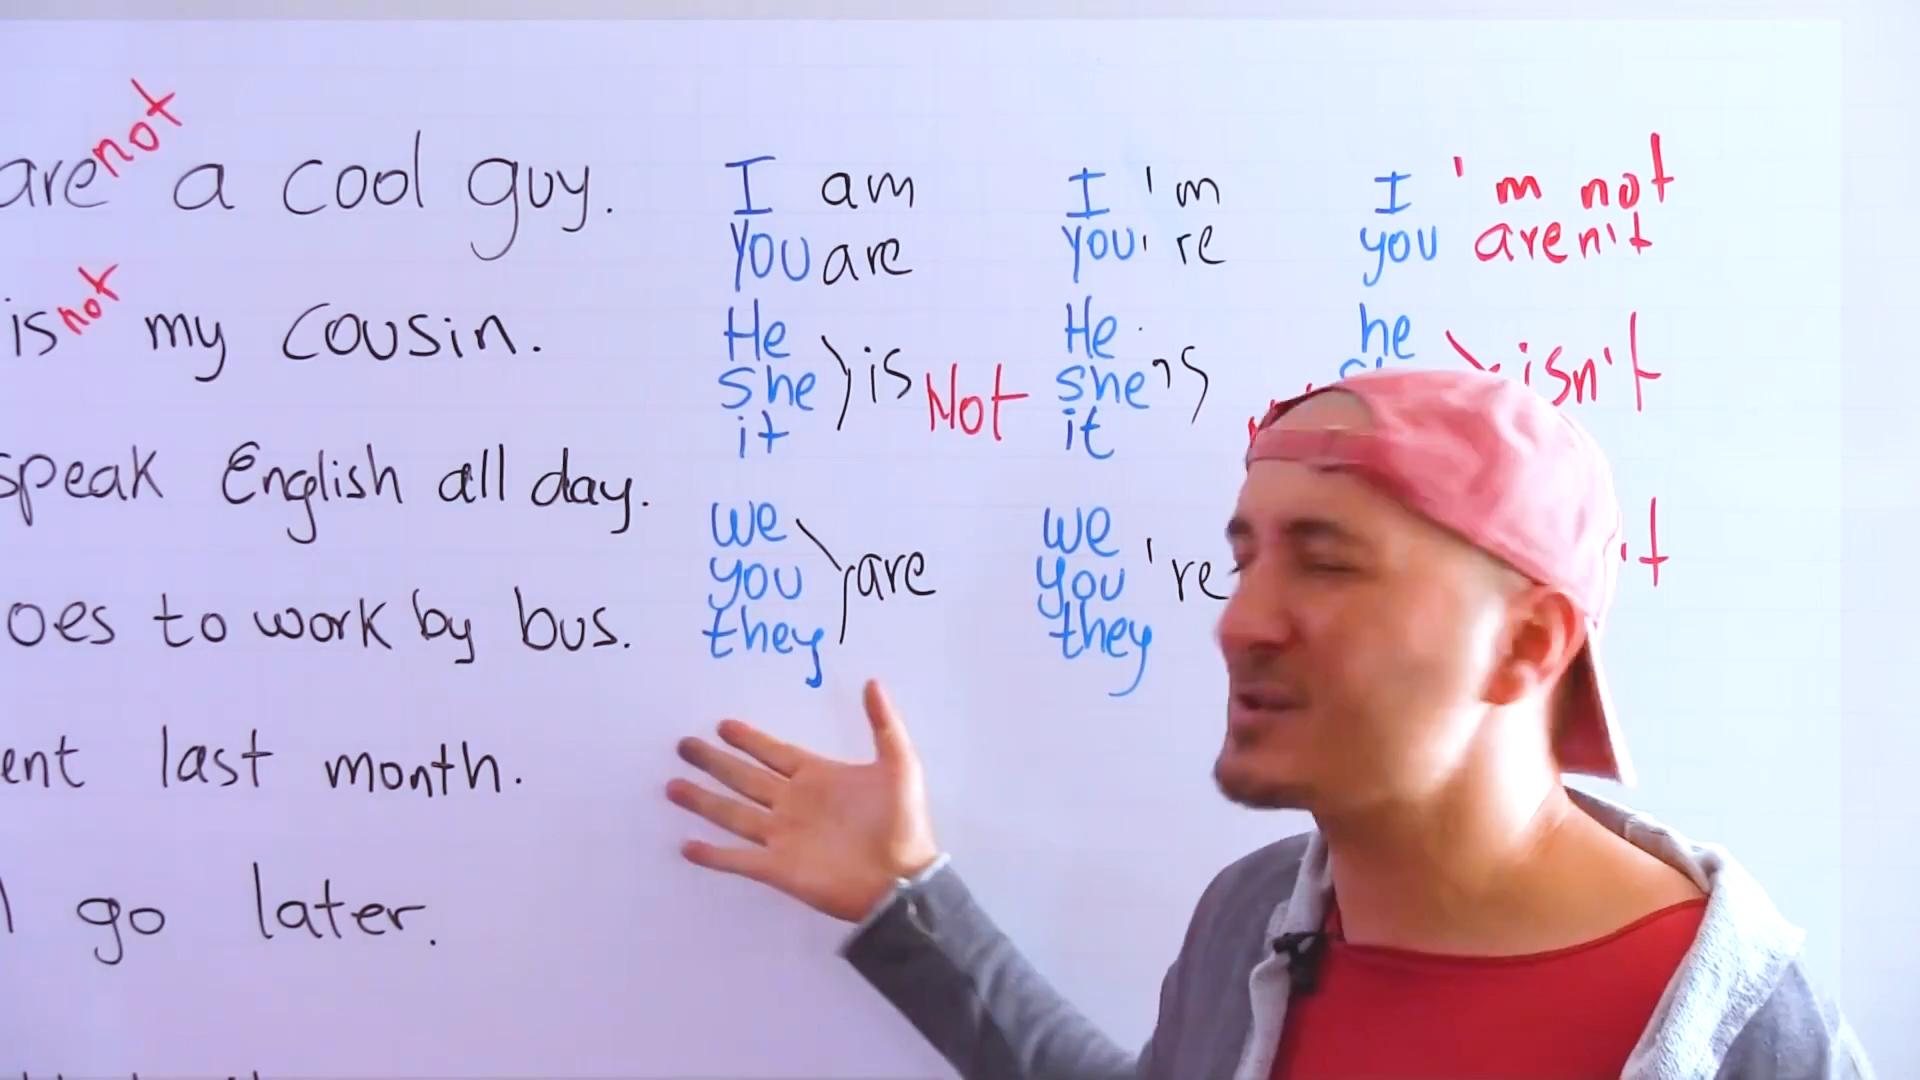 are not a cool guy.
is not my cousin.
speak English all day.
oes to work by bus.
ent last month.
go later.
I am
You are
He
she
it
is Not
we
you
they
are
I 'm
you're
He
she
it
's
we
you
they
're
I 'm not
you aren't
he
isn't